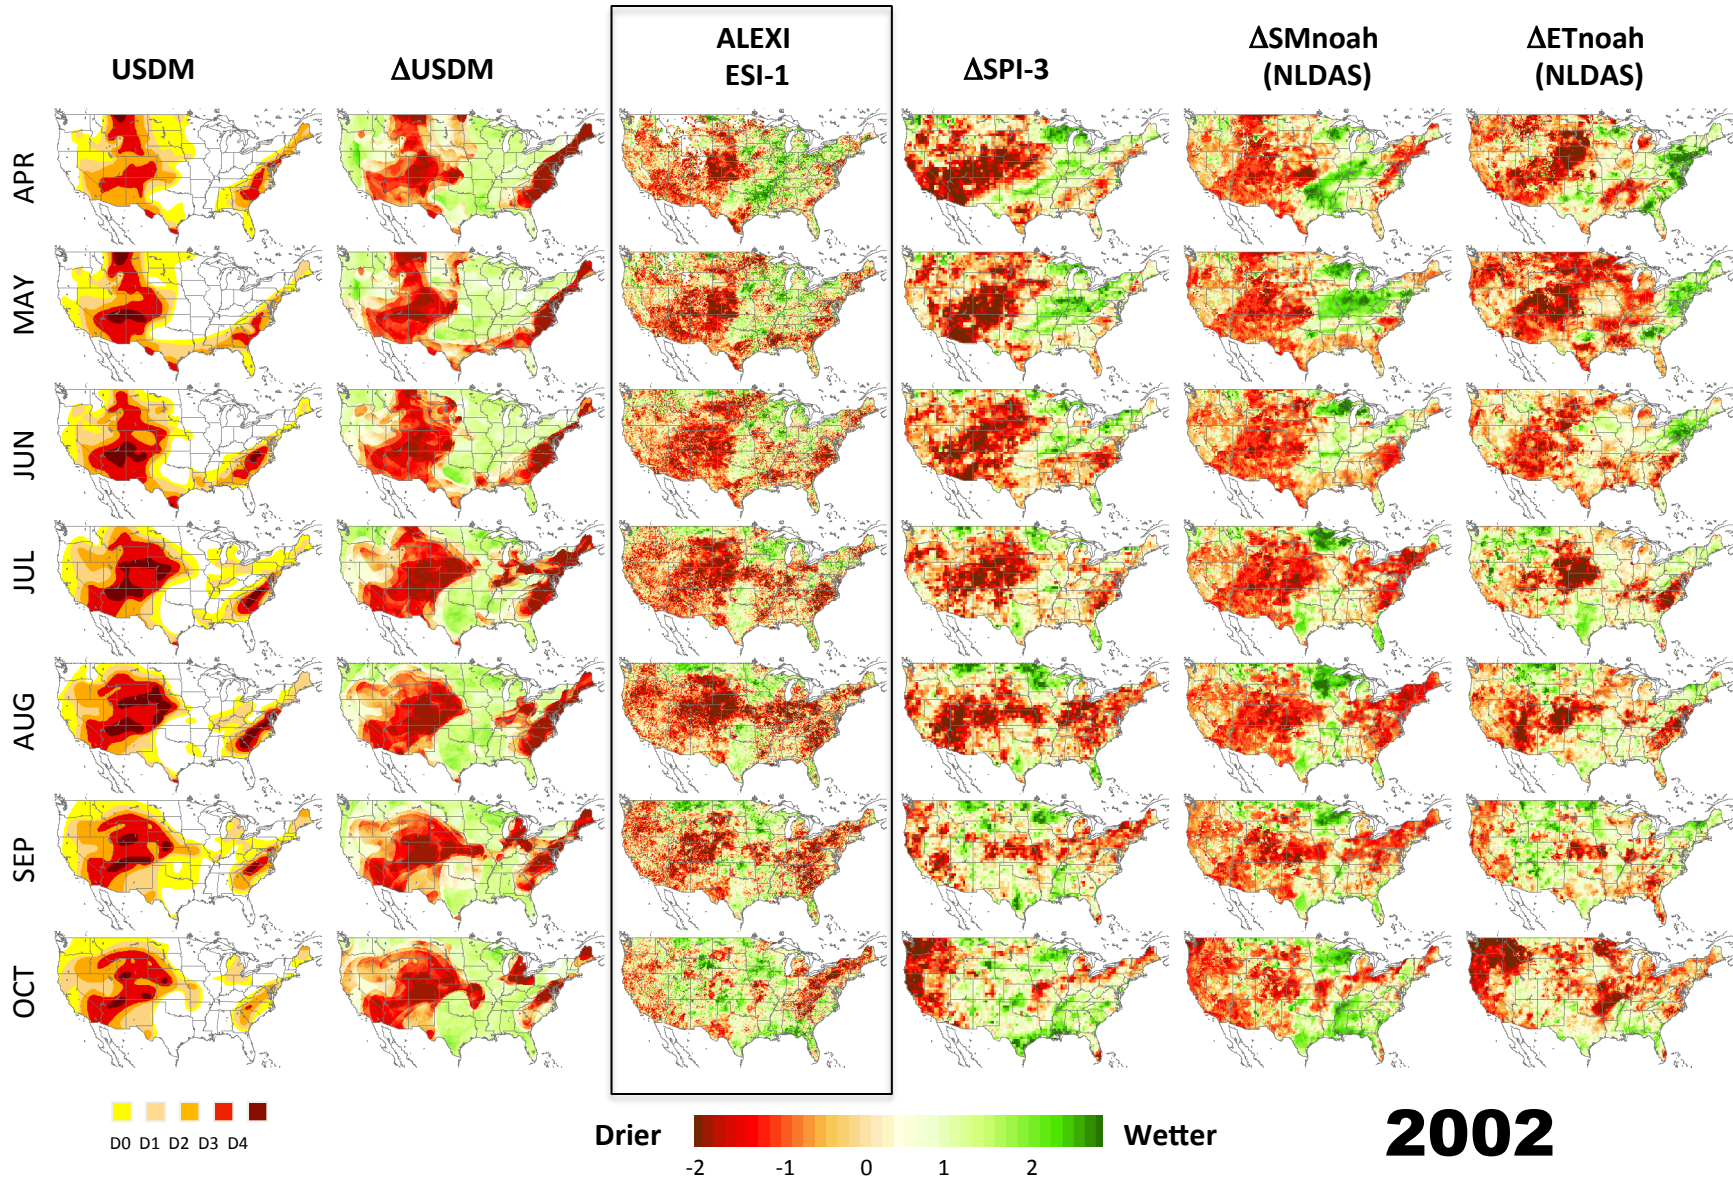 USDM
ΔUSDM
ALEXI
ESI-1
ΔSPI-3
ΔSMnoah
(NLDAS)
ΔETnoah
(NLDAS)
APR
MAY
JUN
JUL
AUG
SEP
OCT
D0 D1 D2 D3 D4
Drier
Wetter
-2 -1 0 1 2
2002